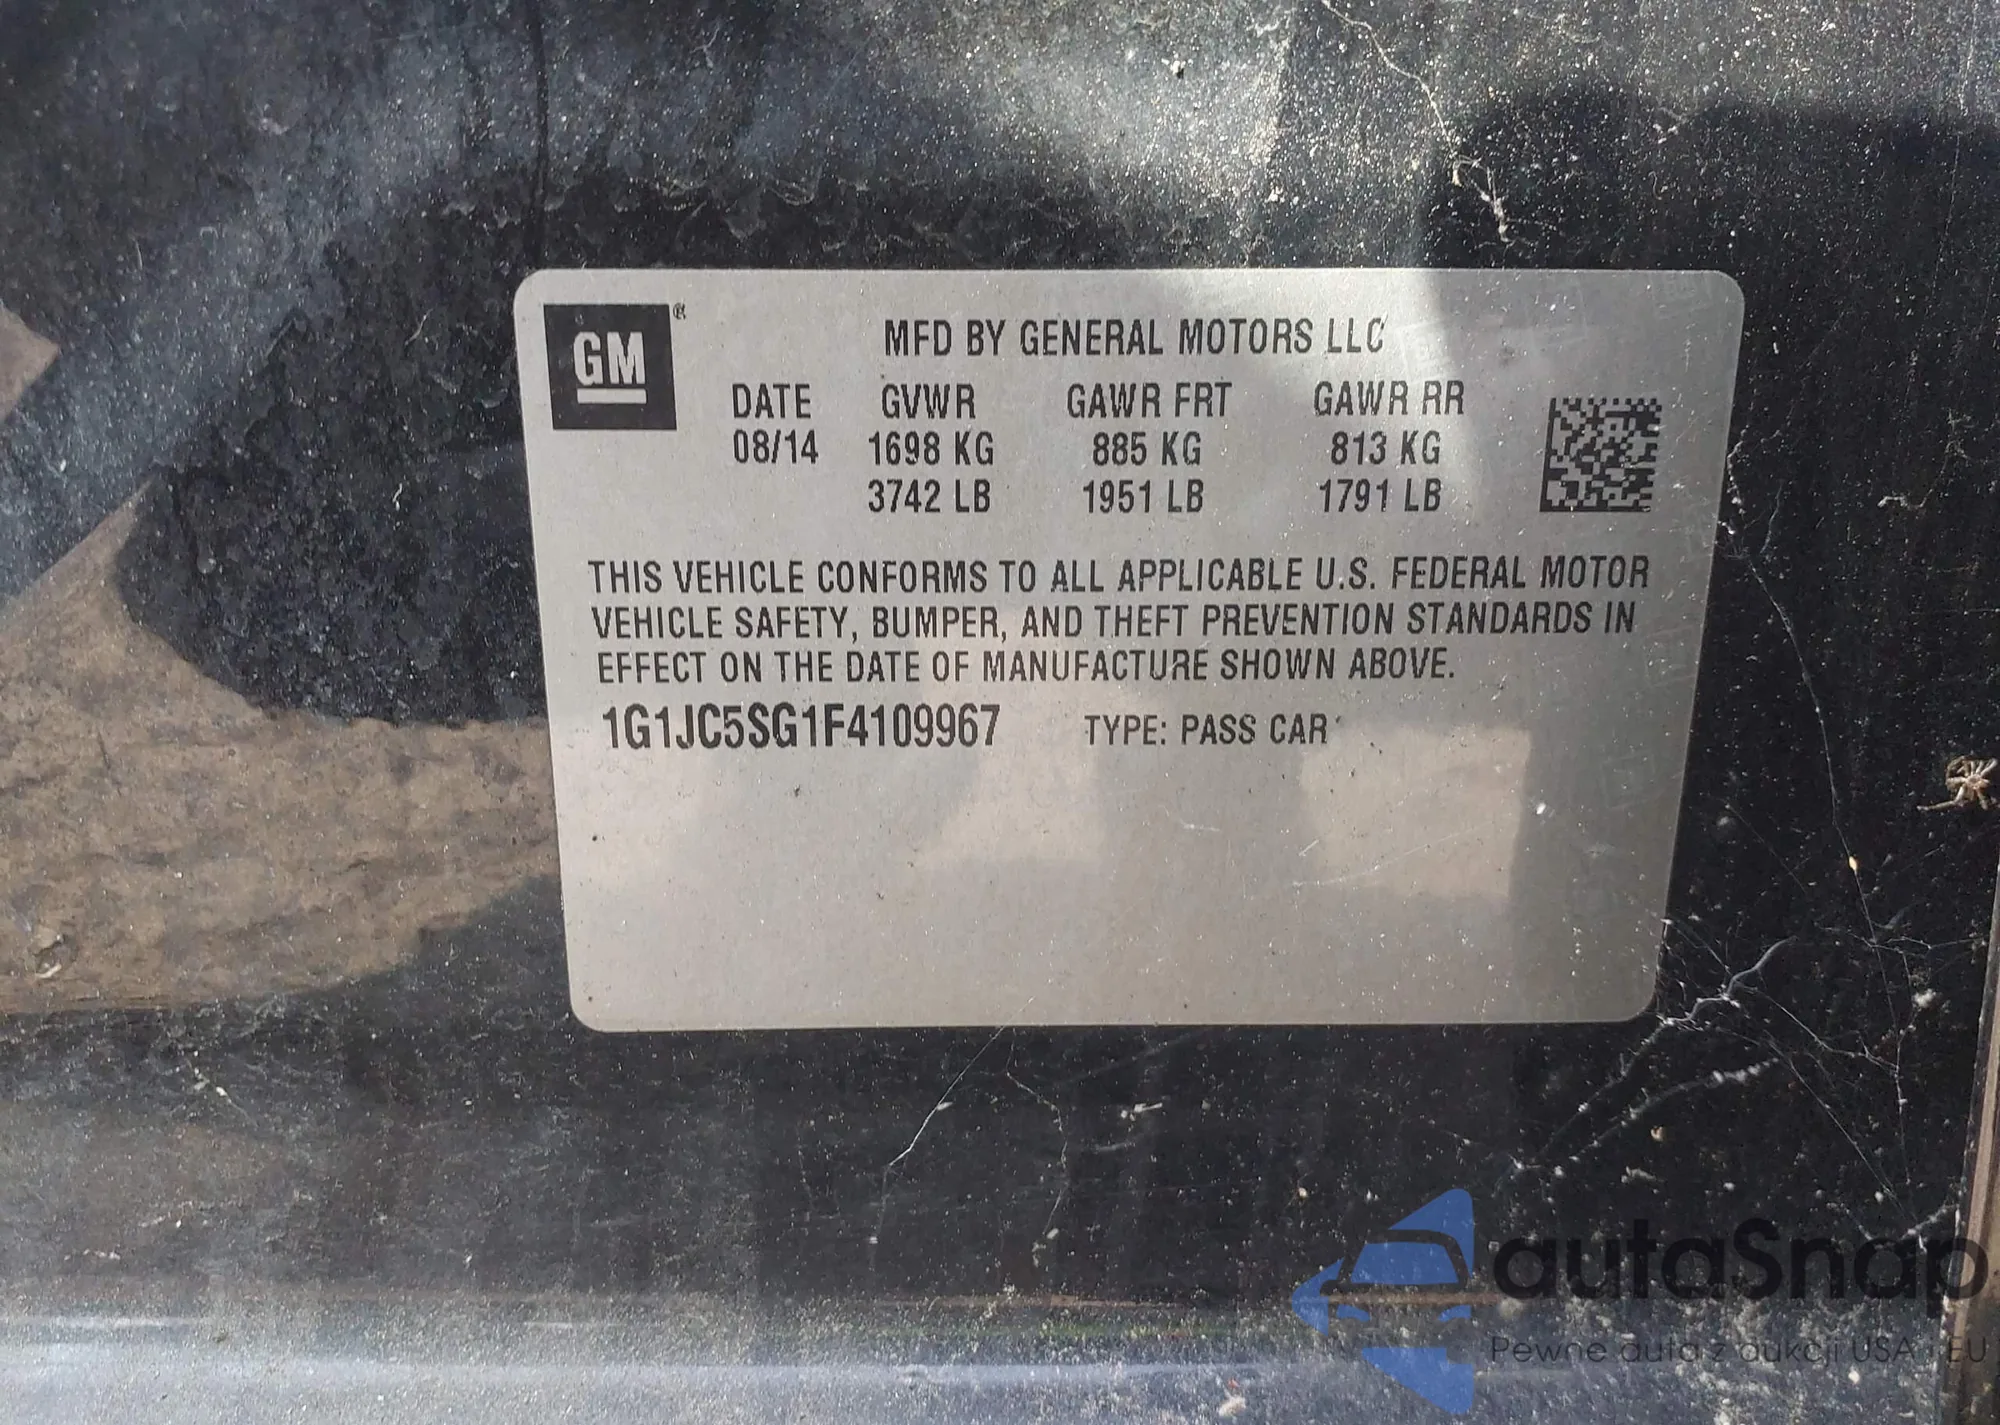 GM®
MFD BY GENERAL MOTORS LLC
DATE GVWR GAWR FRT GAWR RR
08/14 1698 KG 885 KG 813 KG
3742 LB 1951 LB 1791 LB
THIS VEHICLE CONFORMS TO ALL APPLICABLE U.S. FEDERAL MOTOR
VEHICLE SAFETY, BUMPER, AND THEFT PREVENTION STANDARDS IN
EFFECT ON THE DATE OF MANUFACTURE SHOWN ABOVE.
1G1JC5SG1F4109967 TYPE: PASS CAR
autaSnap
Pewne auta z aukcji USA i EU